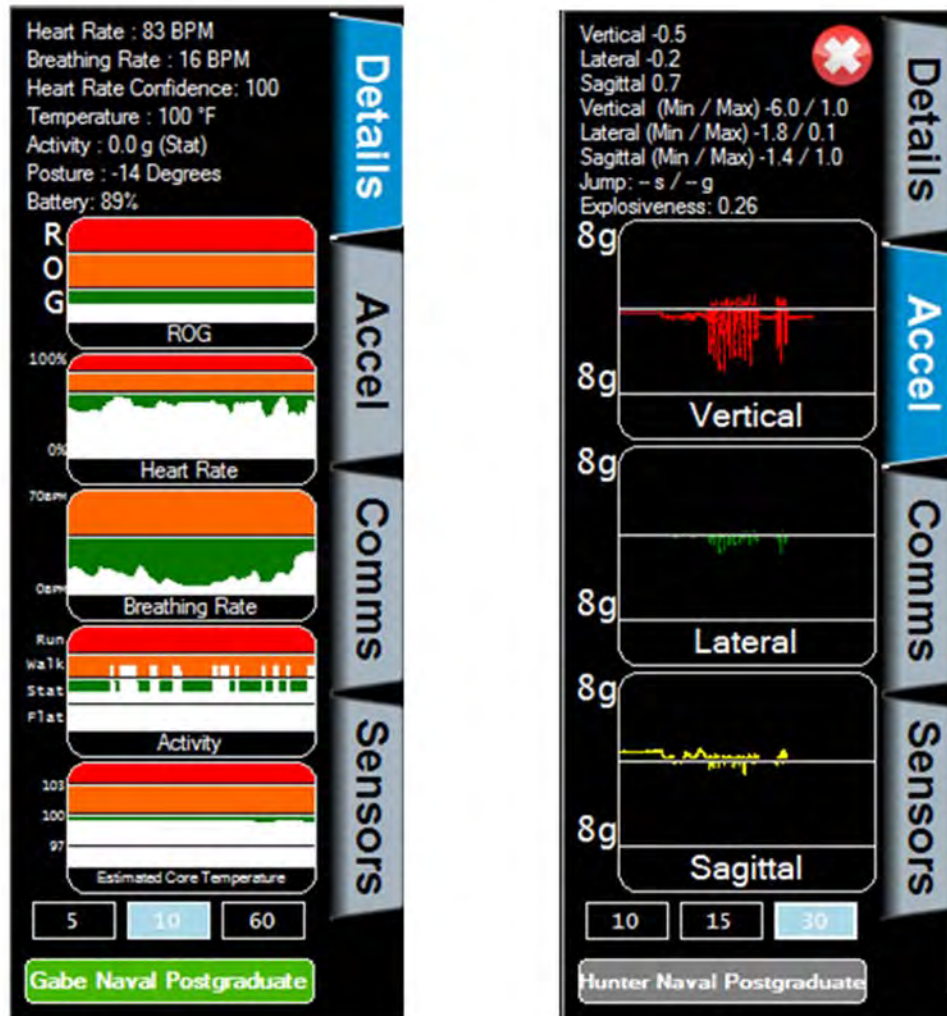 Heart Rate : 83 BPM
Breathing Rate : 16 BPM
Heart Rate Confidence: 100
Temperature : 100 °F
Activity : 0.0 g (Stat)
Posture : -14 Degrees
Battery: 89%
R
O
G
ROG
100%
0%
Heart Rate
70BPM
0BPM
Breathing Rate
Run
Walk
Stat
Flat
Activity
103
100
97
Estimated Core Temperature
5 10 60
Gabe Naval Postgraduate
Details
Accel
Comms
Sensors
Vertical -0.5
Lateral -0.2
Sagittal 0.7
Vertical (Min / Max) -6.0 / 1.0
Lateral (Min / Max) -1.8 / 0.1
Sagittal (Min / Max) -1.4 / 1.0
Jump: -- s / -- g
Explosiveness: 0.26
8g
8g
Vertical
8g
8g
Lateral
8g
8g
Sagittal
10 15 30
Hunter Naval Postgraduate
Details
Accel
Comms
Sensors